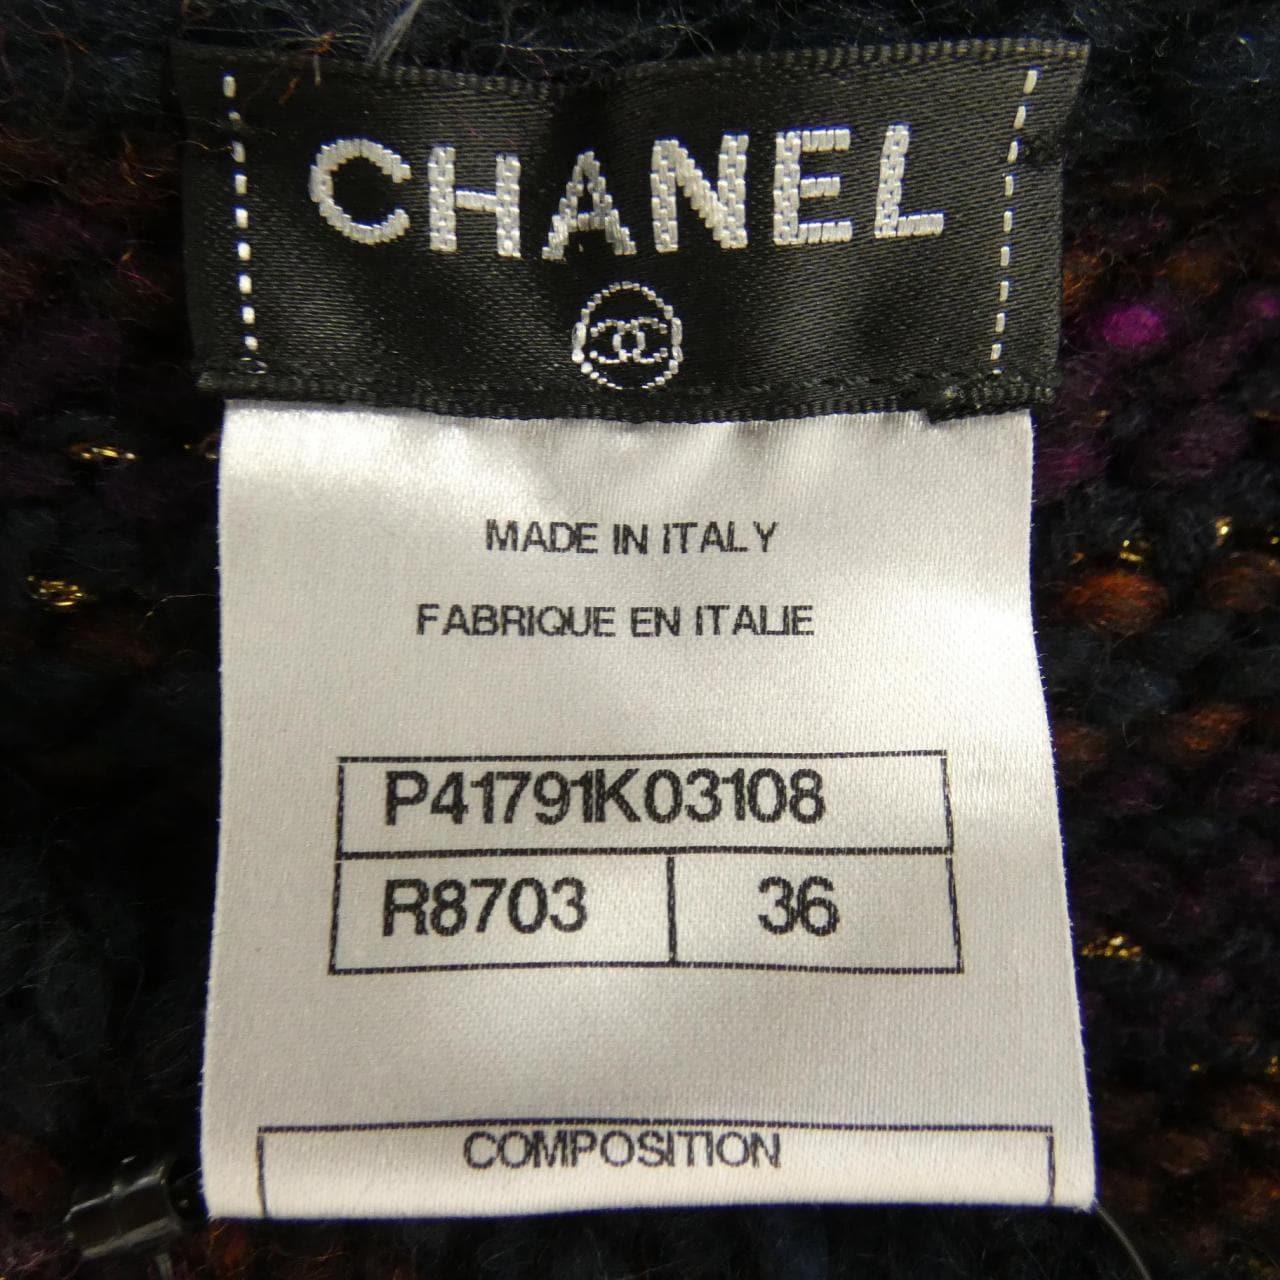 CHANEL
MADE IN ITALY
FABRIQUE EN ITALIE
P41791K03108
R8703 36
COMPOSITION